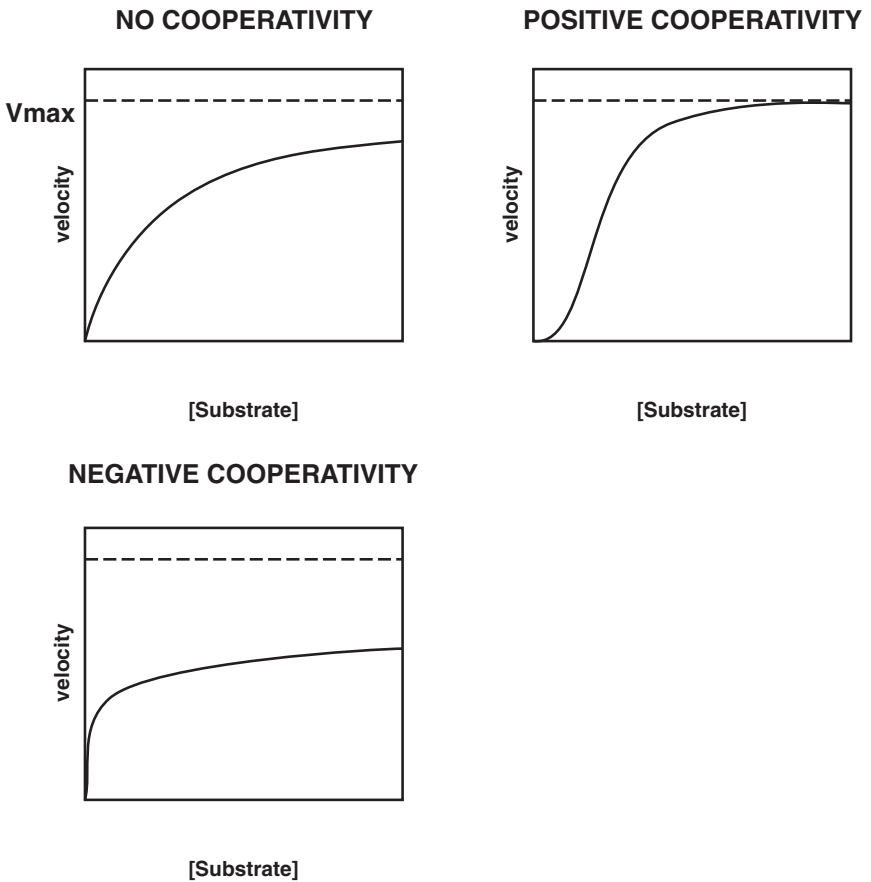 NO COOPERATIVITY
Vmax
velocity
[Substrate]
POSITIVE COOPERATIVITY
velocity
[Substrate]
NEGATIVE COOPERATIVITY
velocity
[Substrate]